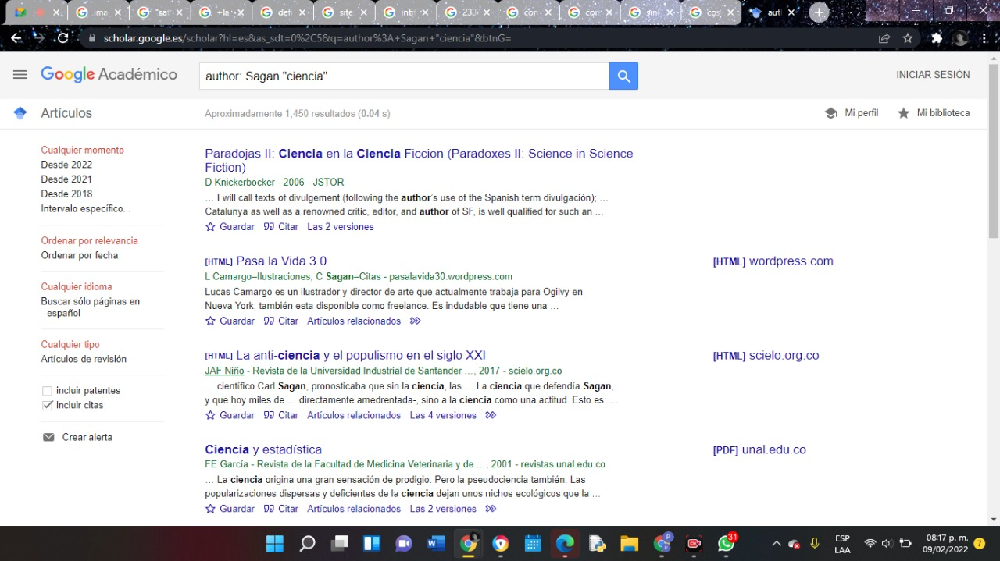 ima
"sal
+la
defi
site
inti
233
con
con
sin
cos
aut
scholar.google.es/scholar?hl=es&as_sdt=0%2C5&q=author%3A+Sagan+"ciencia"&btnG=
Google Académico
author: Sagan "ciencia"
INICIAR SESIÓN
Artículos
Aproximadamente 1,450 resultados (0.04 s)
Mi perfil
Mi biblioteca
Cualquier momento
Desde 2022
Desde 2021
Desde 2018
Intervalo específico...
Ordenar por relevancia
Ordenar por fecha
Cualquier idioma
Buscar sólo páginas en
español
Cualquier tipo
Artículos de revisión
incluir patentes
incluir citas
Crear alerta
Paradojas II: Ciencia en la Ciencia Ficcion (Paradoxes II: Science in Science
Fiction)
D Knickerbocker - 2006 - JSTOR
… I will call texts of divulgement (following the author's use of the Spanish term divulgación); …
Catalunya as well as a renowned critic, editor, and author of SF, is well qualified for such an …
Guardar Citar Las 2 versiones
[HTML] Pasa la Vida 3.0
[HTML] wordpress.com
L Camargo–Ilustraciones, C Sagan–Citas - pasalavida30.wordpress.com
Lucas Camargo es un ilustrador y director de arte que actualmente trabaja para Ogilvy en
Nueva York, también esta disponible como freelance. Es indudable que tiene una …
Guardar Citar Artículos relacionados
[HTML] La anti-ciencia y el populismo en el siglo XXI
[HTML] scielo.org.co
JAF Niño - Revista de la Universidad Industrial de Santander …, 2017 - scielo.org.co
… científico Carl Sagan, pronosticaba que sin la ciencia, las … La ciencia que defendía Sagan,
y que hoy miles de … directamente amedrentada-, sino a la ciencia como una actitud. Esto es: …
Guardar Citar Artículos relacionados Las 4 versiones
Ciencia y estadística
[PDF] unal.edu.co
FE García - Revista de la Facultad de Medicina Veterinaria y de …, 2001 - revistas.unal.edu.co
… La ciencia origina una gran sensación de prodigio. Pero la pseudociencia también. Las
popularizaciones dispersas y deficientes de la ciencia dejan unos nichos ecológicos que la …
Guardar Citar Artículos relacionados Las 2 versiones
31
ESP
LAA
08:17 p. m.
09/02/2022
7